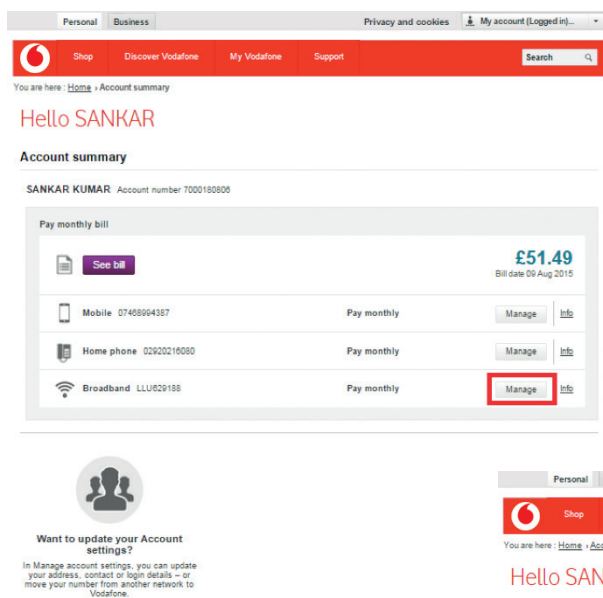 Personal Business Privacy and cookies My account (Logged in)...
Shop Discover Vodafone My Vodafone Support Search
You are here : Home › Account summary
Hello SANKAR
Account summary
SANKAR KUMAR Account number 7000180806
Pay monthly bill
See bill £51.49
Bill date 09 Aug 2015
Mobile 07468994387 Pay monthly Manage Info
Home phone 02920216080 Pay monthly Manage Info
Broadband LLU629188 Pay monthly Manage Info
Want to update your Account
settings?
In Manage account settings, you can update
your address, contact or login details – or
move your number from another network to
Vodafone.
Personal
Shop
You are here : Home › Acc
Hello SAN